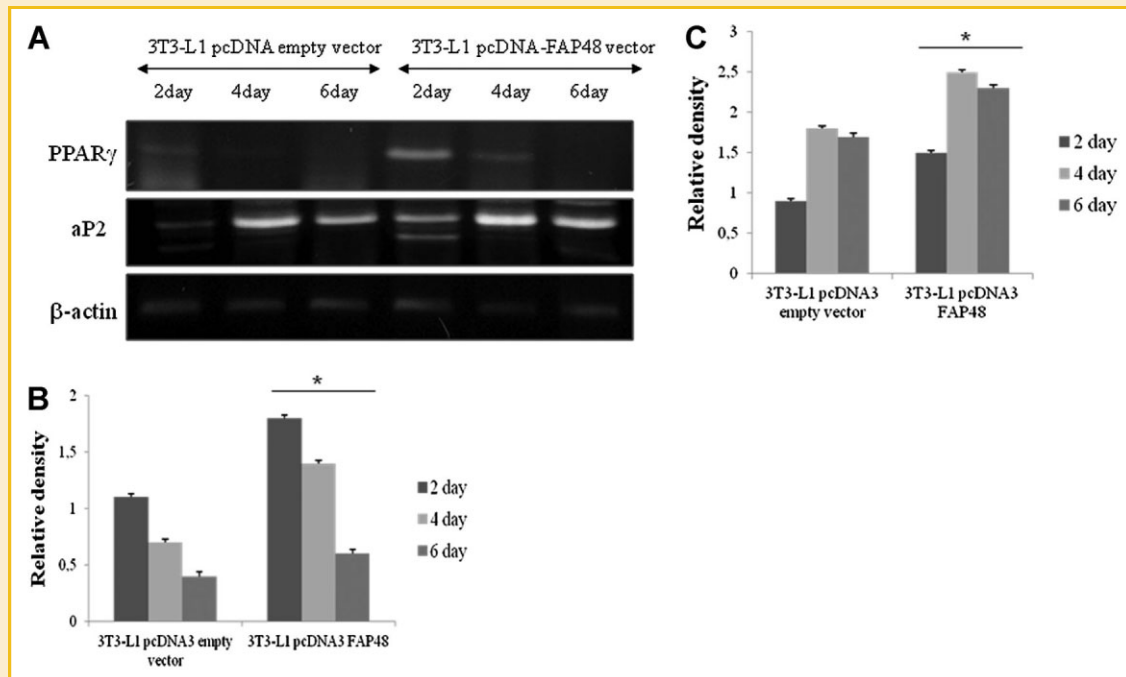 A
3T3-L1 pcDNA empty vector 3T3-L1 pcDNA-FAP48 vector
2day 4day 6day 2day 4day 6day
PPARγ
aP2
β-actin
B
Relative density
2
1,5
1
0,5
0
*
3T3-L1 pcDNA3 empty
vector
3T3-L1 pcDNA3 FAP48
2 day
4 day
6 day
C
Relative density
3
2,5
2
1,5
1
0,5
0
*
3T3-L1 pcDNA3
empty vector
3T3-L1 pcDNA3
FAP48
2 day
4 day
6 day